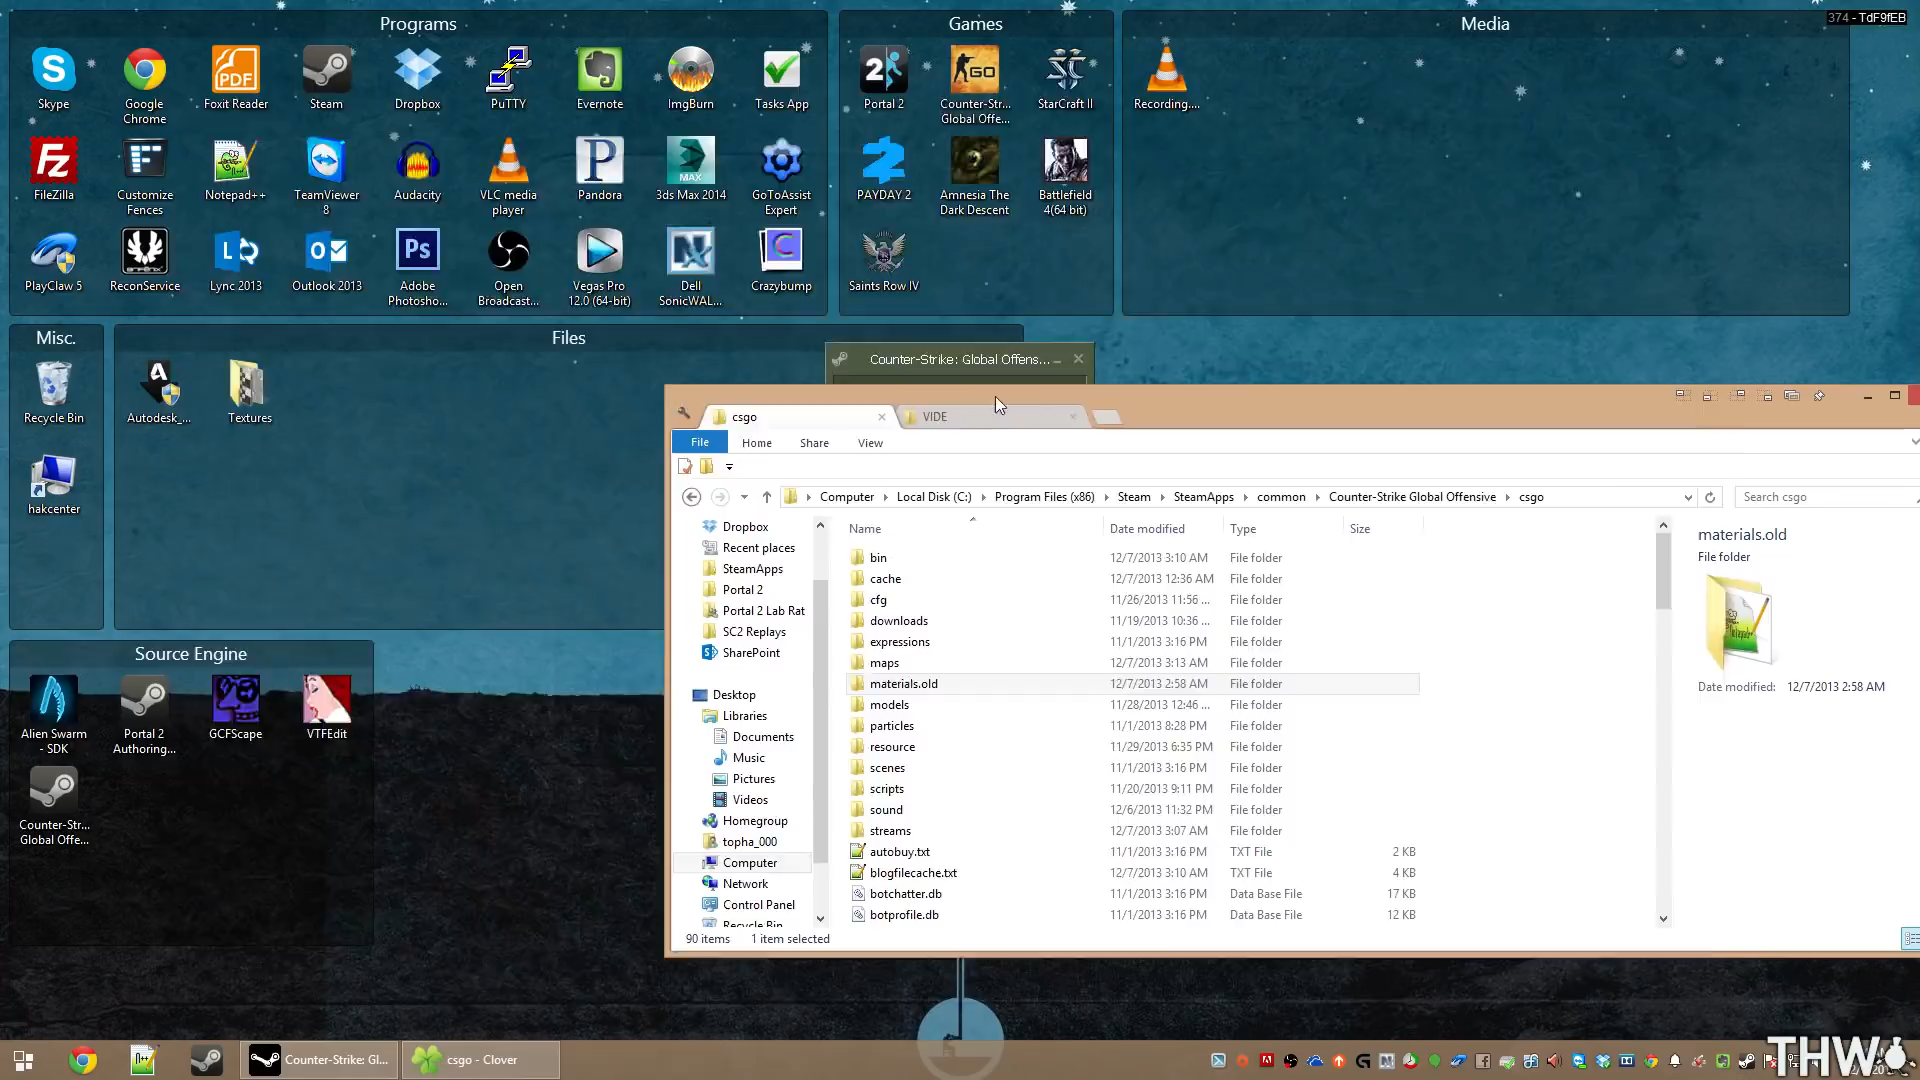 Programs
Games
Media
374 - TdF9fEB
Skype
Google
Chrome
Foxit Reader
Steam
Dropbox
PuTTY
Evernote
ImgBurn
Tasks App
Portal 2
Counter-Str...
Global Offe...
StarCraft II
Recording....
FileZilla
Customize
Fences
Notepad++
TeamViewer
8
Audacity
VLC media
player
Pandora
3ds Max 2014
GoToAssist
Expert
PAYDAY 2
Amnesia The
Dark Descent
Battlefield
4(64 bit)
PlayClaw 5
ReconService
Lync 2013
Outlook 2013
Adobe
Photosho...
Open
Broadcast...
Vegas Pro
12.0 (64-bit)
Dell
SonicWAL...
Crazybump
Saints Row IV
Misc.
Files
Recycle Bin
Autodesk_...
Textures
hakcenter
Source Engine
Alien Swarm
- SDK
Portal 2
Authoring...
GCFScape
VTFEdit
Counter-Str...
Global Offe...
Counter-Strike: Global Offens...
csgo
VIDE
File
Home
Share
View
Computer
Local Disk (C:)
Program Files (x86)
Steam
SteamApps
common
Counter-Strike Global Offensive
csgo
Search csgo
Dropbox
Recent places
SteamApps
Portal 2
Portal 2 Lab Rat
SC2 Replays
SharePoint
Desktop
Libraries
Documents
Music
Pictures
Videos
Homegroup
topha_000
Computer
Network
Control Panel
Recycle Bin
Name Date modified Type Size
bin 12/7/2013 3:10 AM File folder
cache 12/7/2013 12:36 AM File folder
cfg 11/26/2013 11:56 ... File folder
downloads 11/19/2013 10:36 ... File folder
expressions 11/1/2013 3:16 PM File folder
maps 12/7/2013 3:13 AM File folder
materials.old 12/7/2013 2:58 AM File folder
models 11/28/2013 12:46 ... File folder
particles 11/1/2013 8:28 PM File folder
resource 11/29/2013 6:35 PM File folder
scenes 11/1/2013 3:16 PM File folder
scripts 11/20/2013 9:11 PM File folder
sound 12/6/2013 11:32 PM File folder
streams 12/7/2013 3:07 AM File folder
autobuy.txt 11/1/2013 3:16 PM TXT File 2 KB
blogfilecache.txt 12/7/2013 3:10 AM TXT File 4 KB
botchatter.db 11/1/2013 3:16 PM Data Base File 17 KB
botprofile.db 11/1/2013 3:16 PM Data Base File 12 KB
materials.old
File folder
Date modified: 12/7/2013 2:58 AM
90 items 1 item selected
Counter-Strike: Gl...
csgo - Clover
THW